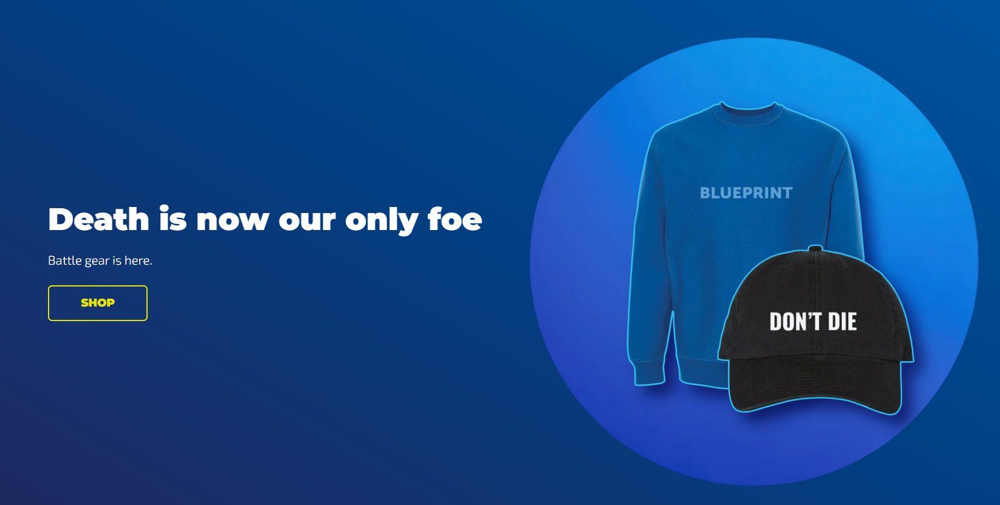 Death is now our only foe
Battle gear is here.
SHOP
BLUEPRINT
DON'T DIE